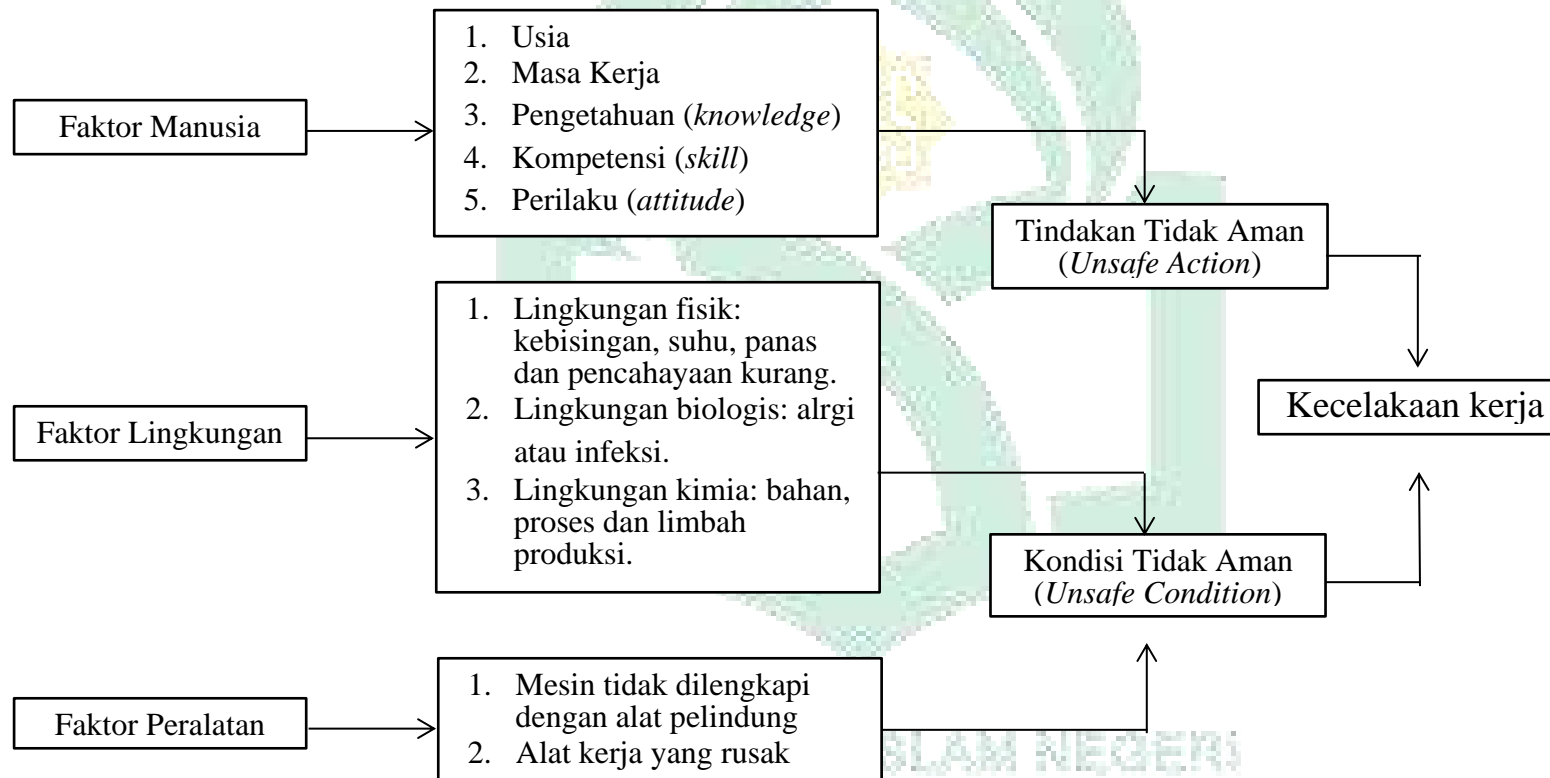 Faktor Manusia
1. Usia
2. Masa Kerja
3. Pengetahuan (knowledge)
4. Kompetensi (skill)
5. Perilaku (attitude)
Tindakan Tidak Aman
(Unsafe Action)
Faktor Lingkungan
1. Lingkungan fisik:
kebisingan, suhu, panas
dan pencahayaan kurang.
2. Lingkungan biologis: alrgi
atau infeksi.
3. Lingkungan kimia: bahan,
proses dan limbah
produksi.
Kondisi Tidak Aman
(Unsafe Condition)
Kecelakaan kerja
Faktor Peralatan
1. Mesin tidak dilengkapi
dengan alat pelindung
2. Alat kerja yang rusak
SLAM NEGERI